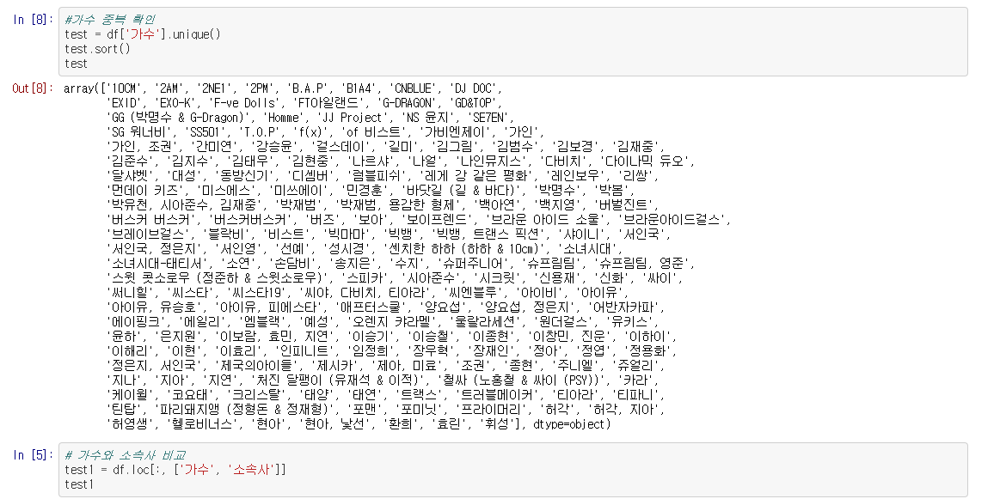 In [8]: #가수 중복 확인
test = df['가수'].unique()
test.sort()
test
Out[8]: array(['10CM', '2AM', '2NE1', '2PM', 'B.A.P', 'B1A4', 'CNBLUE', 'DJ DOC',
'EXID', 'EXO-K', 'F-ve Dolls', 'FT아일랜드', 'G-DRAGON', 'GD&TOP',
'GG (박명수 & G-Dragon)', 'Homme', 'JJ Project', 'NS 윤지', 'SE7EN',
'SG 워너비', 'SS501', 'T.O.P', 'f(x)', 'of 비스트', '가비엔제이', '가인',
'가인, 조권', '간미연', '강승윤', '걸스데이', '길미', '김그림', '김범수', '김보경', '김재중',
'김준수', '김지수', '김태우', '김현중', '나르샤', '나얼', '나인뮤지스', '다비치', '다이나믹 듀오',
'달샤벳', '대성', '동방신기', '디셈버', '럼블피쉬', '레게 강 같은 평화', '레인보우', '리쌍',
'먼데이 키즈', '미스에스', '미쓰에이', '민경훈', '바닷길 (길 & 바다)', '박명수', '박봄',
'박유천, 시아준수, 김재중', '박재범', '박재범, 용감한 형제', '백아연', '백지영', '버벌진트',
'버스커 버스커', '버스커버스커', '버즈', '보아', '보이프렌드', '브라운 아이드 소울', '브라운아이드걸스',
'브레이브걸스', '블락비', '비스트', '빅마마', '빅뱅', '빅뱅, 트랜스 픽션', '샤이니', '서인국',
'서인국, 정은지', '서인영', '선예', '성시경', '센치한 하하 (하하 & 10cm)', '소녀시대',
'소녀시대-태티서', '소연', '손담비', '송지은', '수지', '슈퍼주니어', '슈프림팀', '슈프림팀, 영준',
'스윗 콧소로우 (정준하 & 스윗소로우)', '스피카', '시아준수', '시크릿', '신용재', '신화', '싸이',
'써니힐', '씨스타', '씨스타19', '씨야, 다비치, 티아라', '씨엔블루', '아이비', '아이유',
'아이유, 유승호', '아이유, 피에스타', '애프터스쿨', '양요섭', '양요섭, 정은지', '어반자카파',
'에이핑크', '에일리', '엠블랙', '예성', '오렌지 캬라멜', '울랄라세션', '원더걸스', '유키스',
'윤하', '은지원', '이보람, 효민, 지연', '이승기', '이승철', '이종현', '이창민, 진운', '이하이',
'이해리', '이현', '이효리', '인피니트', '임정희', '장우혁', '장재인', '정아', '정엽', '정용화',
'정은지, 서인국', '제국의아이들', '제시카', '제아, 미료', '조권', '종현', '주니엘', '쥬얼리',
'지나', '지아', '지연', '처진 달팽이 (유재석 & 이적)', '철싸 (노홍철 & 싸이 (PSY))', '카라',
'케이윌', '코요태', '크리스탈', '태양', '태연', '트랙스', '트러블메이커', '티아라', '티파니',
'틴탑', '파리돼지앵 (정형돈 & 정재형)', '포맨', '포미닛', '프라이머리', '허각', '허각, 지아',
'허영생', '헬로비너스', '현아', '현아, 낯선', '환희', '효린', '휘성'], dtype=object)
In [5]: # 가수와 소속사 비교
test1 = df.loc[:, ['가수', '소속사']]
test1